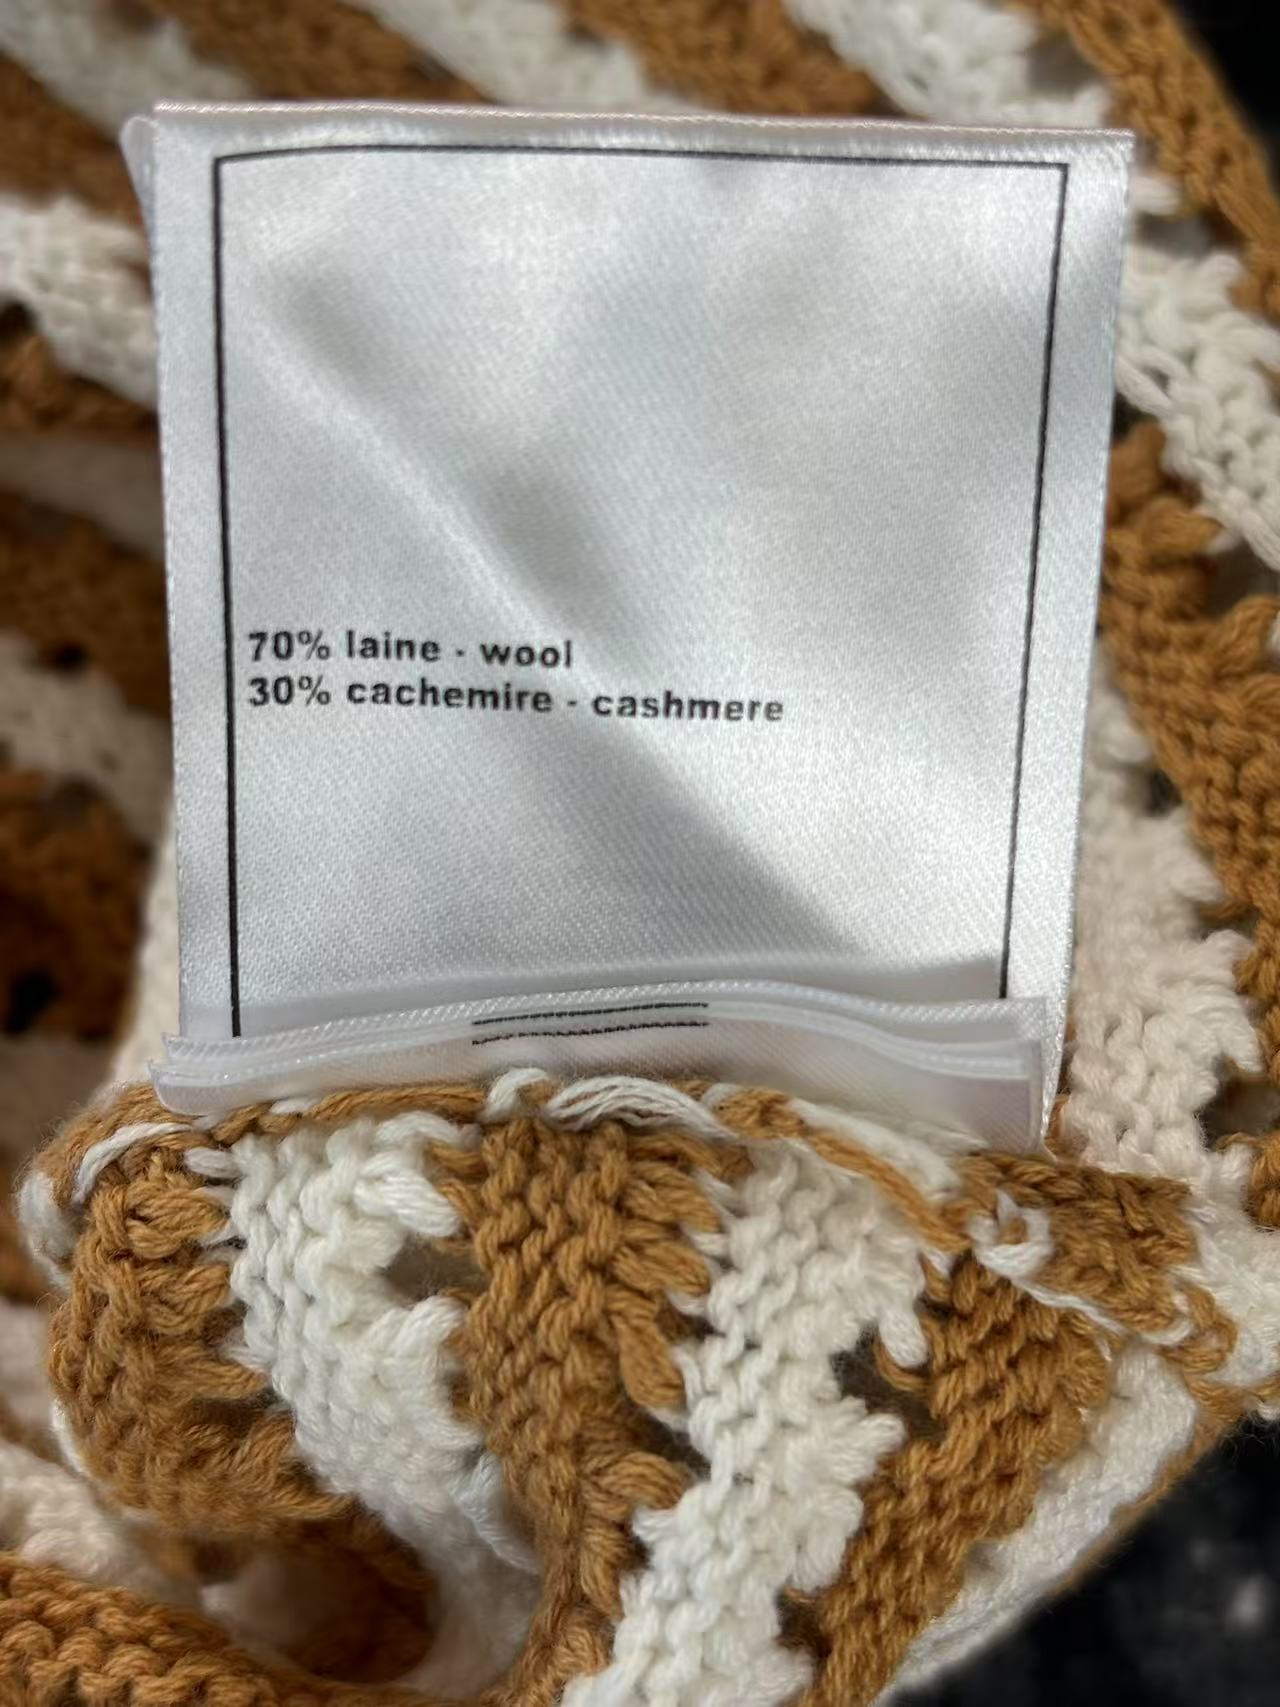 70% laine - wool
30% cachemire - cashmere